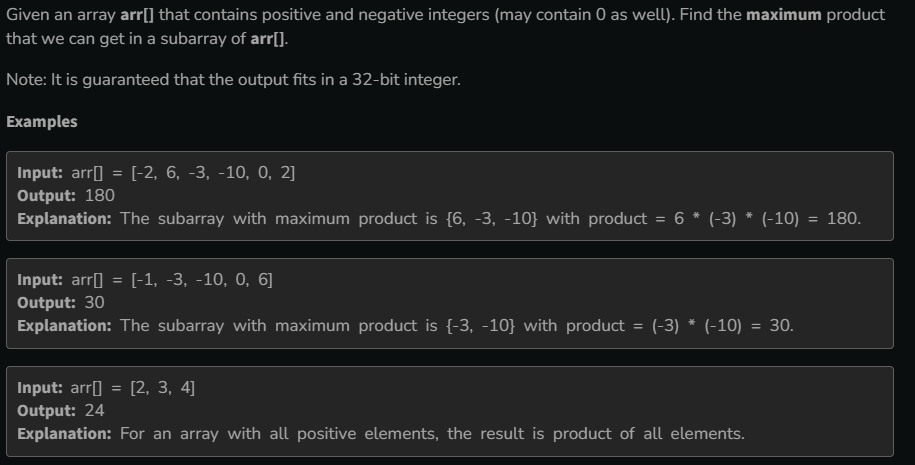 Given an array arr[] that contains positive and negative integers (may contain 0 as well). Find the maximum product
that we can get in a subarray of arr[].
Note: It is guaranteed that the output fits in a 32-bit integer.
Examples
Input: arr[] = [-2, 6, -3, -10, 0, 2]
Output: 180
Explanation: The subarray with maximum product is {6, -3, -10} with product = 6 * (-3) * (-10) = 180.
Input: arr[] = [-1, -3, -10, 0, 6]
Output: 30
Explanation: The subarray with maximum product is {-3, -10} with product = (-3) * (-10) = 30.
Input: arr[] = [2, 3, 4]
Output: 24
Explanation: For an array with all positive elements, the result is product of all elements.